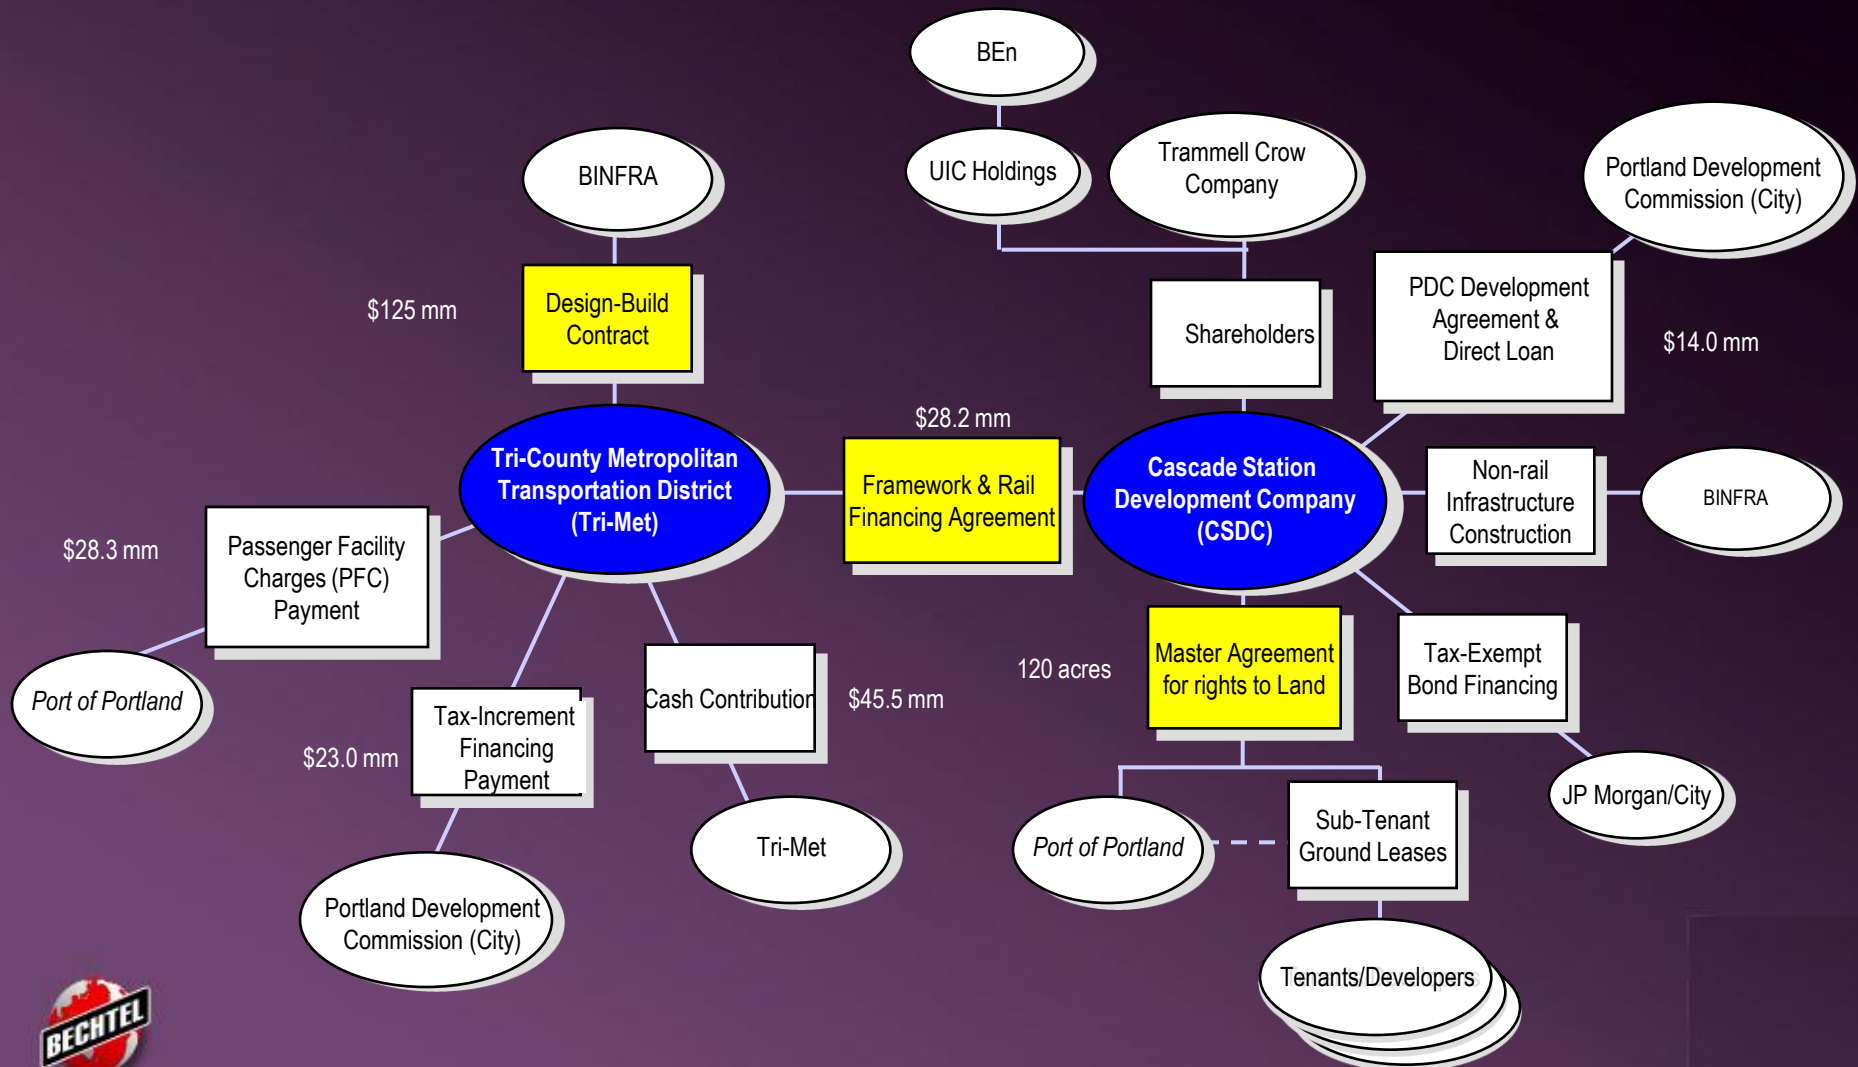 BEn
UIC Holdings
Trammell Crow
Company
Portland Development
Commission (City)
BINFRA
$125 mm
Design-Build
Contract
Shareholders
PDC Development
Agreement &
Direct Loan
$14.0 mm
$28.2 mm
Tri-County Metropolitan
Transportation District
(Tri-Met)
Framework & Rail
Financing Agreement
Cascade Station
Development Company
(CSDC)
Non-rail
Infrastructure
Construction
BINFRA
$28.3 mm
Passenger Facility
Charges (PFC)
Payment
Port of Portland
$23.0 mm
Tax-Increment
Financing
Payment
Cash Contribution
$45.5 mm
120 acres
Master Agreement
for rights to Land
Tax-Exempt
Bond Financing
JP Morgan/City
Tri-Met
Port of Portland
Sub-Tenant
Ground Leases
Portland Development
Commission (City)
Tenants/Developers
BECHTEL